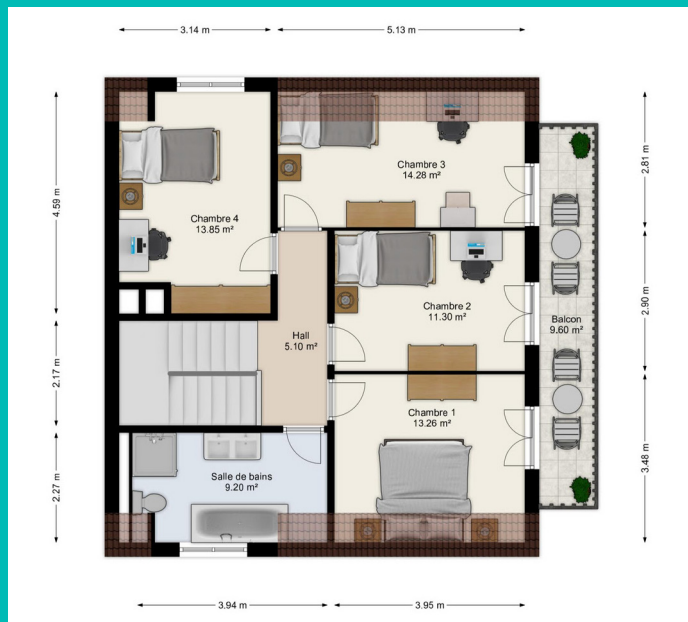 3.14 m
5.13 m
4.59 m
2.17 m
2.27 m
2.81 m
2.90 m
3.48 m
Chambre 3
14.28 m²
Chambre 4
13.85 m²
Chambre 2
11.30 m²
Balcon
9.60 m²
Hall
5.10 m²
Chambre 1
13.26 m²
Salle de bains
9.20 m²
3.94 m
3.95 m